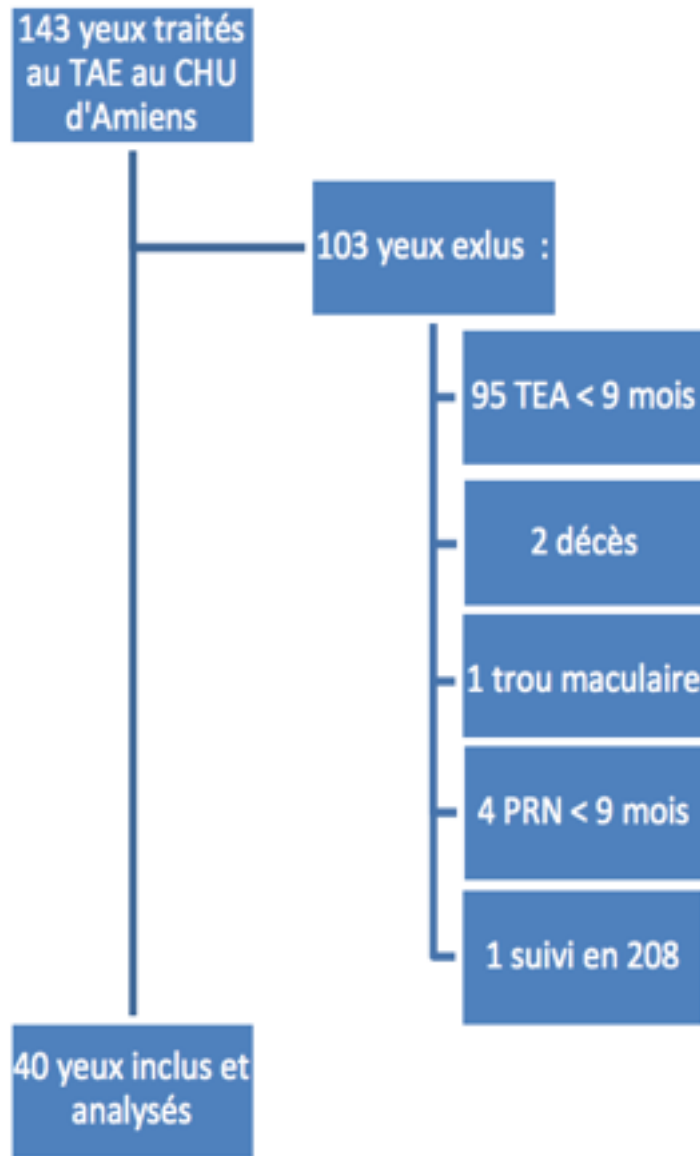 143 yeux traités
au TAE au CHU
d'Amiens
103 yeux exlus :
95 TEA < 9 mois
2 décès
1 trou maculaire
4 PRN < 9 mois
1 suivi en 208
40 yeux inclus et
analysés